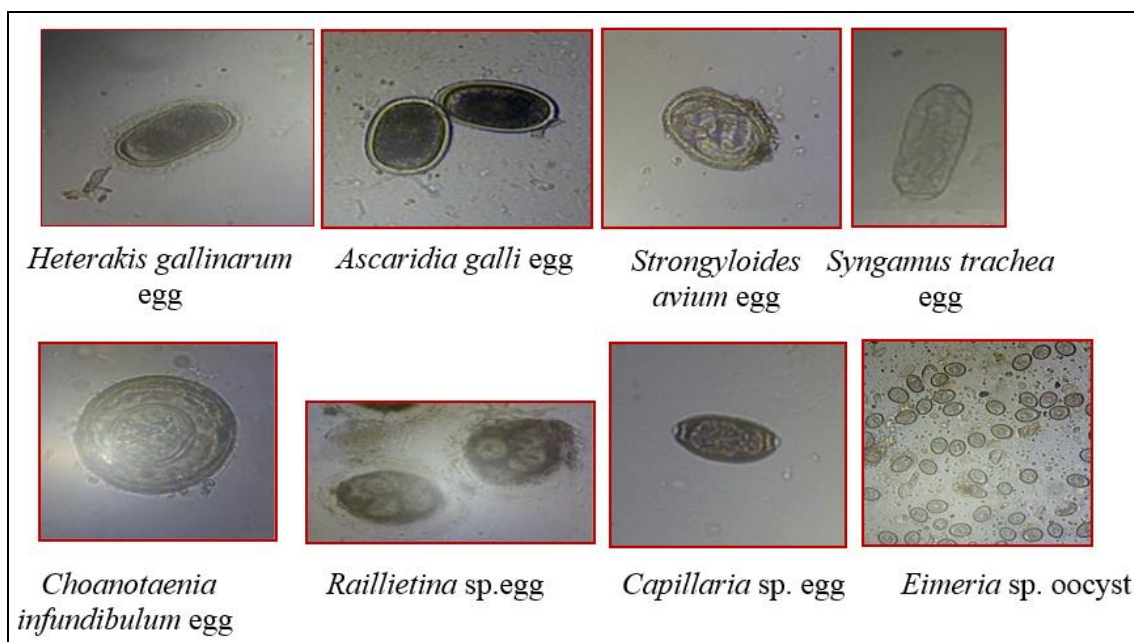 Heterakis gallinarum
egg
Ascaridia galli egg
Strongyloides
avium egg
Syngamus trachea
egg
Choanotaenia
infundibulum egg
Raillietina sp.egg
Capillaria sp. egg
Eimeria sp. oocyst